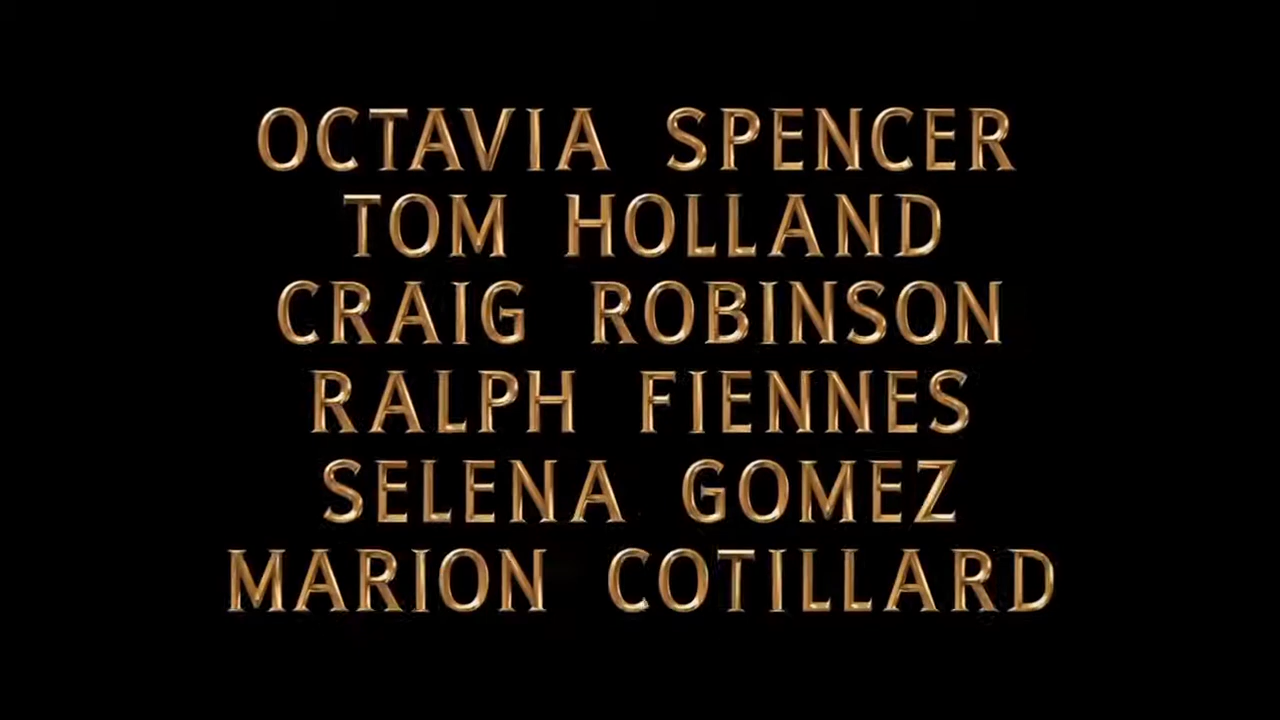 OCTAVIA SPENCER
TOM HOLLAND
CRAIG ROBINSON
RALPH FIENNES
SELENA GOMEZ
MARION COTILLARD